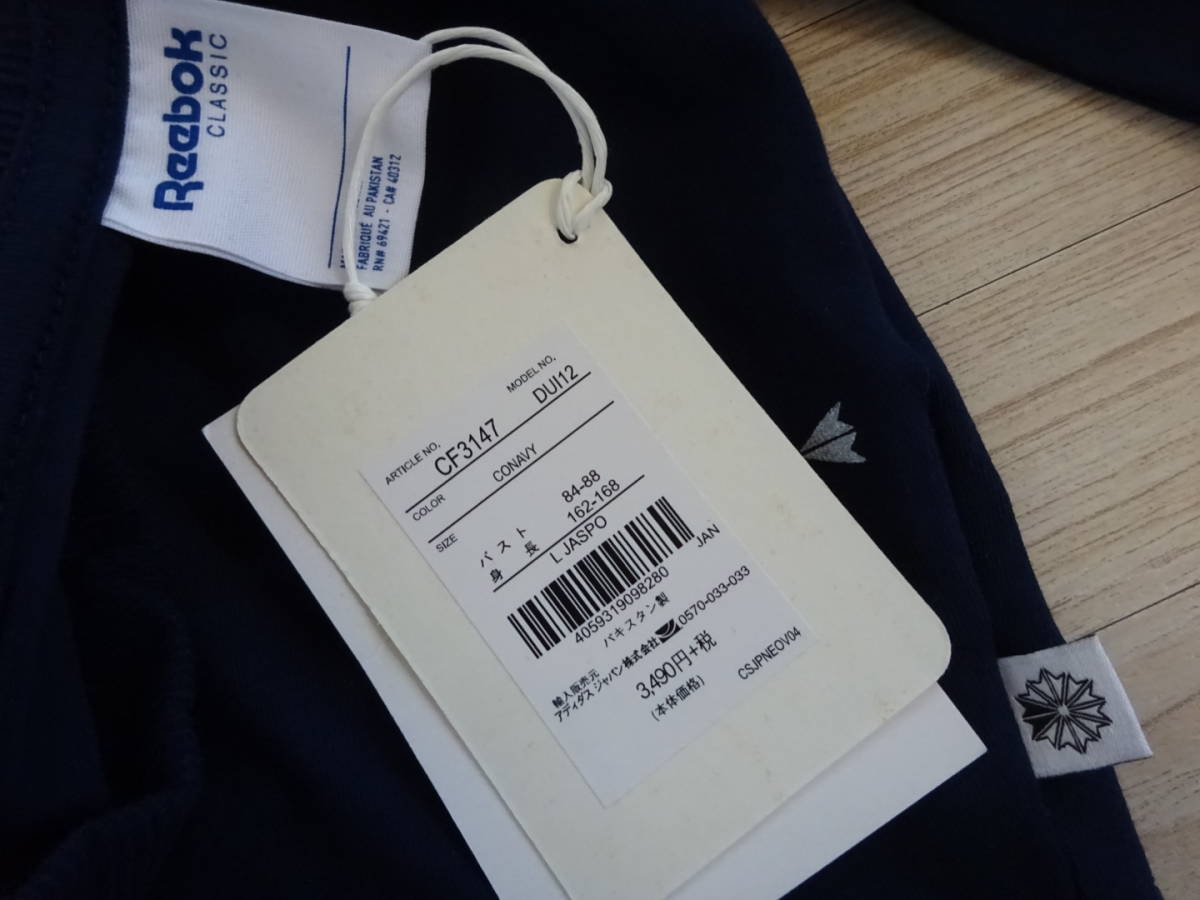 Reebok
CLASSIC
FABRIQUÉ AU PAKISTAN
RN# 69421 - CA# 40312
ARTICLE NO. MODEL NO.
CF3147 DUI12
COLOR CONAVY
SIZE
バスト 84-88
身長 162-168
L JASPO
4059319098280 JAN
パキスタン製
輸入販売元
アディダス ジャパン株式会社 0570-033-033
3,490円+税
(本体価格)
CSJPNEOV04